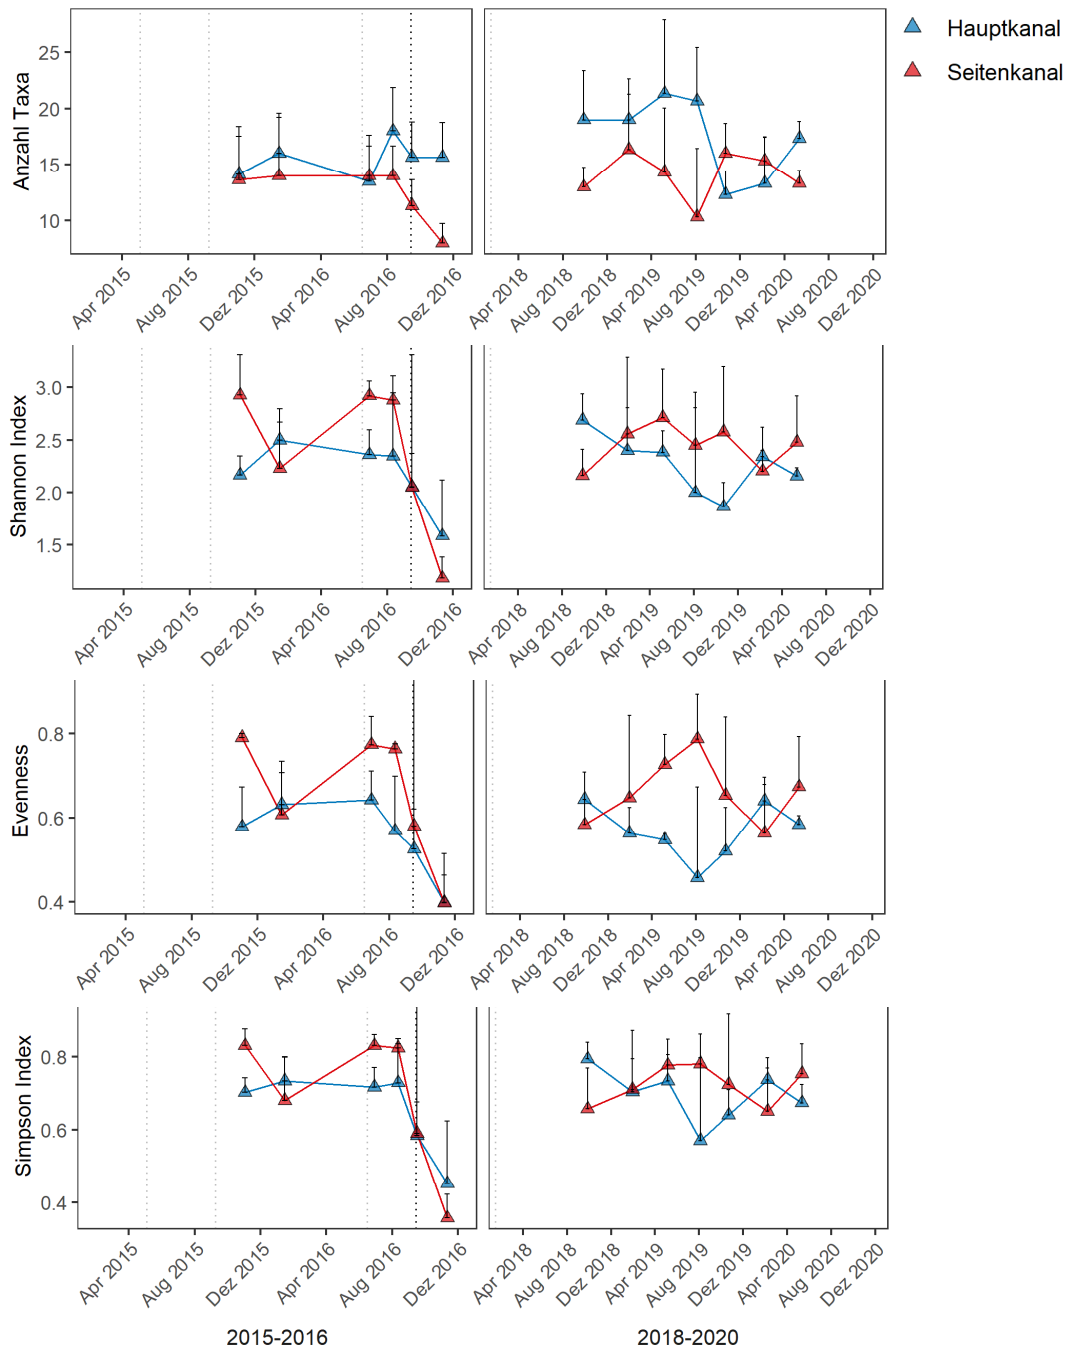 Hauptkanal
Seitenkanal
Anzahl Taxa
25
20
15
10
Apr 2015
Aug 2015
Dez 2015
Apr 2016
Aug 2016
Dez 2016
Apr 2018
Aug 2018
Dez 2018
Apr 2019
Aug 2019
Dez 2019
Apr 2020
Aug 2020
Dez 2020
Shannon Index
3.0
2.5
2.0
1.5
Apr 2015
Aug 2015
Dez 2015
Apr 2016
Aug 2016
Dez 2016
Apr 2018
Aug 2018
Dez 2018
Apr 2019
Aug 2019
Dez 2019
Apr 2020
Aug 2020
Dez 2020
Evenness
0.8
0.6
0.4
Apr 2015
Aug 2015
Dez 2015
Apr 2016
Aug 2016
Dez 2016
Apr 2018
Aug 2018
Dez 2018
Apr 2019
Aug 2019
Dez 2019
Apr 2020
Aug 2020
Dez 2020
Simpson Index
0.8
0.6
0.4
Apr 2015
Aug 2015
Dez 2015
Apr 2016
Aug 2016
Dez 2016
Apr 2018
Aug 2018
Dez 2018
Apr 2019
Aug 2019
Dez 2019
Apr 2020
Aug 2020
Dez 2020
2015-2016
2018-2020